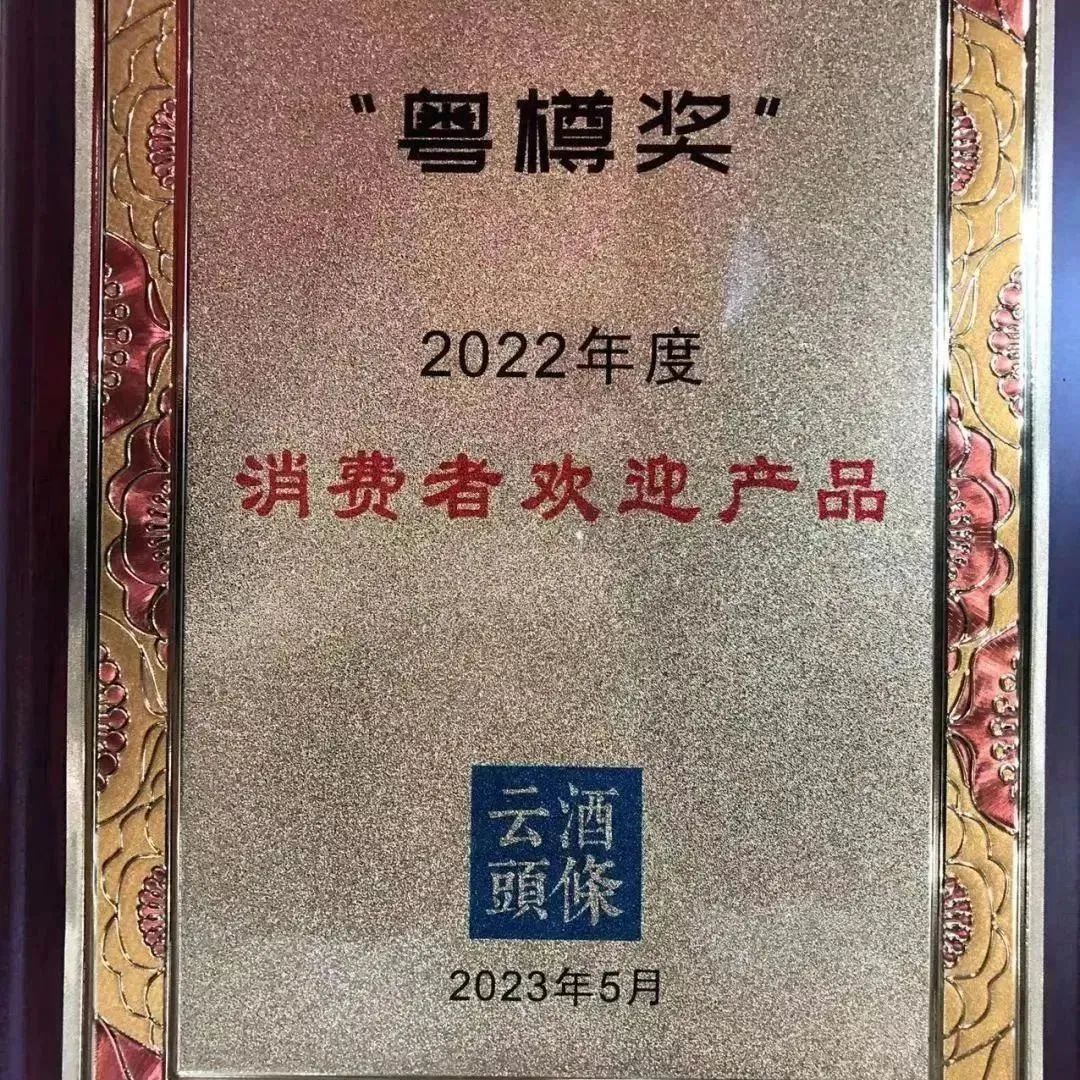 “粤樽奖”
2022年度
消费者欢迎产品
云酒
頭條
2023年5月